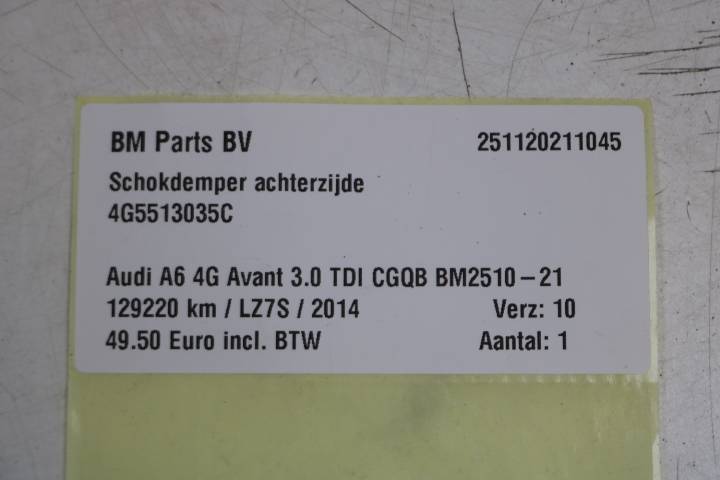 BM Parts BV 251120211045
Schokdemper achterzijde
4G5513035C
Audi A6 4G Avant 3.0 TDI CGQB BM2510-21
129220 km / LZ7S / 2014 Verz: 10
49.50 Euro incl. BTW Aantal: 1